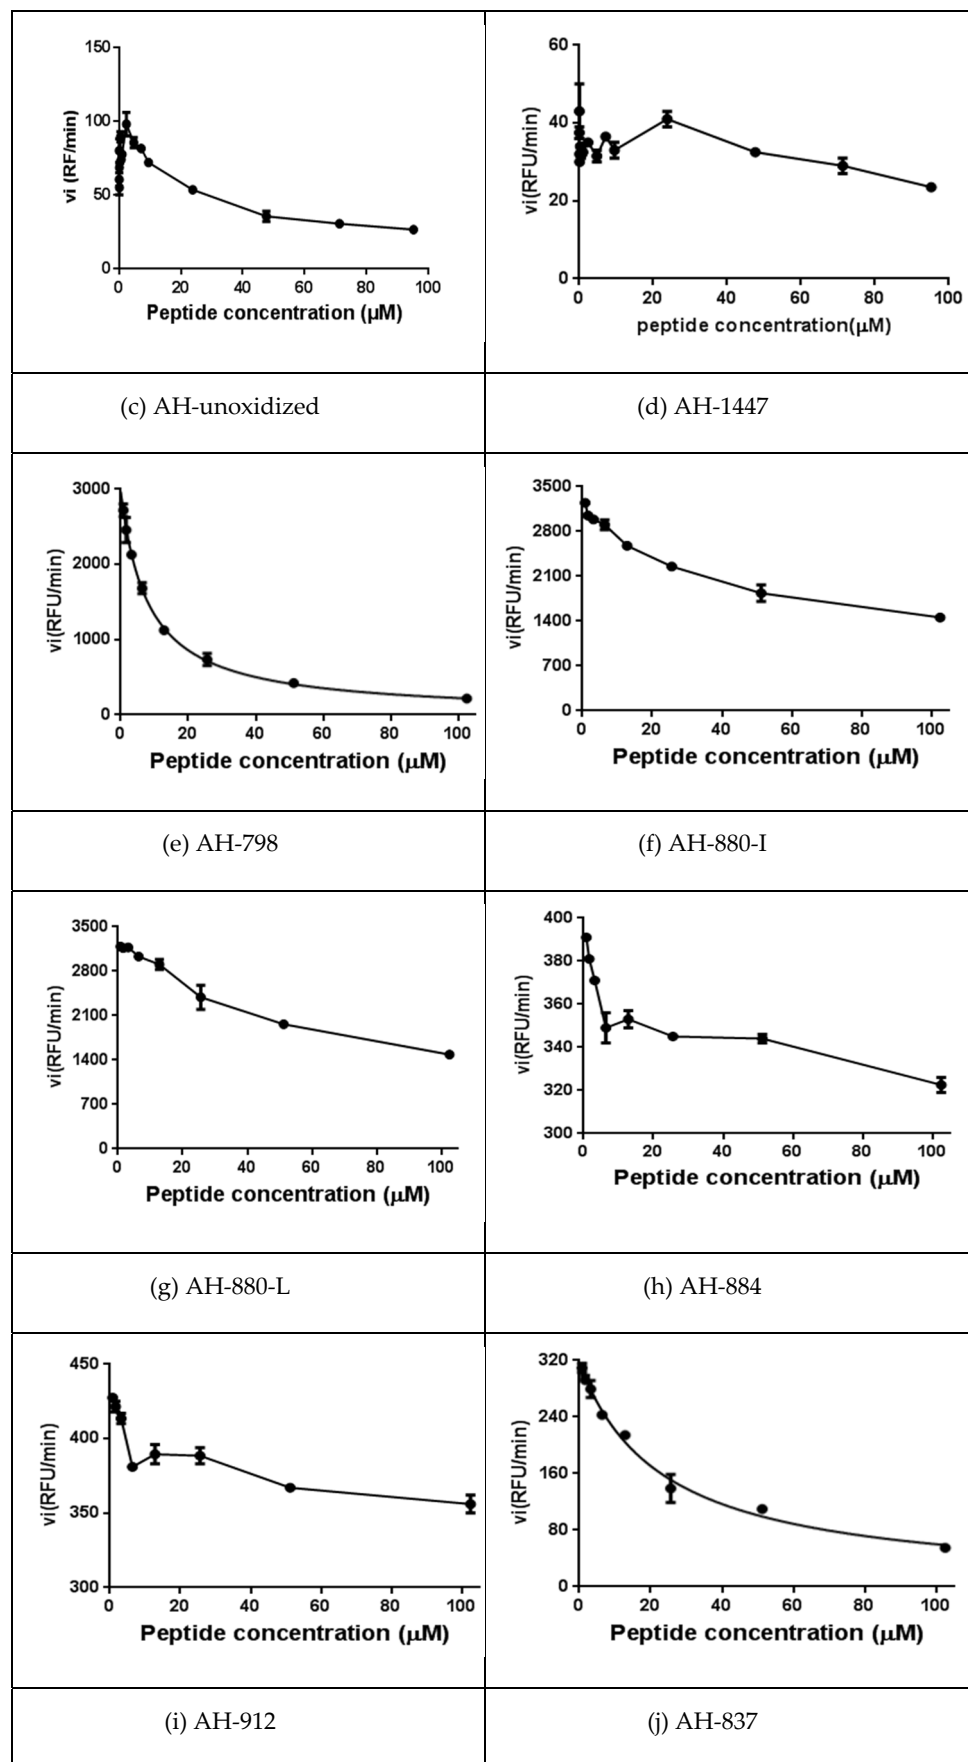 150
100
50
0
vi (RF/min)
0 20 40 60 80 100
Peptide concentration (µM)
60
40
20
0
vi(RFU/min)
0 20 40 60 80 100
peptide concentration(µM)
(c) AH-unoxidized
(d) AH-1447
3000
2000
1000
0
vi(RFU/min)
0 20 40 60 80 100
Peptide concentration (µM)
3500
2800
2100
1400
700
0
vi(RFU/min)
0 20 40 60 80 100
Peptide concentration (µM)
(e) AH-798
(f) AH-880-I
3500
2800
2100
1400
700
0
vi(RFU/min)
0 20 40 60 80 100
Peptide concentration (µM)
400
380
360
340
320
300
vi(RFU/min)
0 20 40 60 80 100
Peptide concentration (µM)
(g) AH-880-L
(h) AH-884
450
400
350
300
vi(RFU/min)
0 20 40 60 80 100
Peptide concentration (µM)
320
240
160
80
0
vi(RFU/min)
0 20 40 60 80 100
Peptide concentration (µM)
(i) AH-912
(j) AH-837